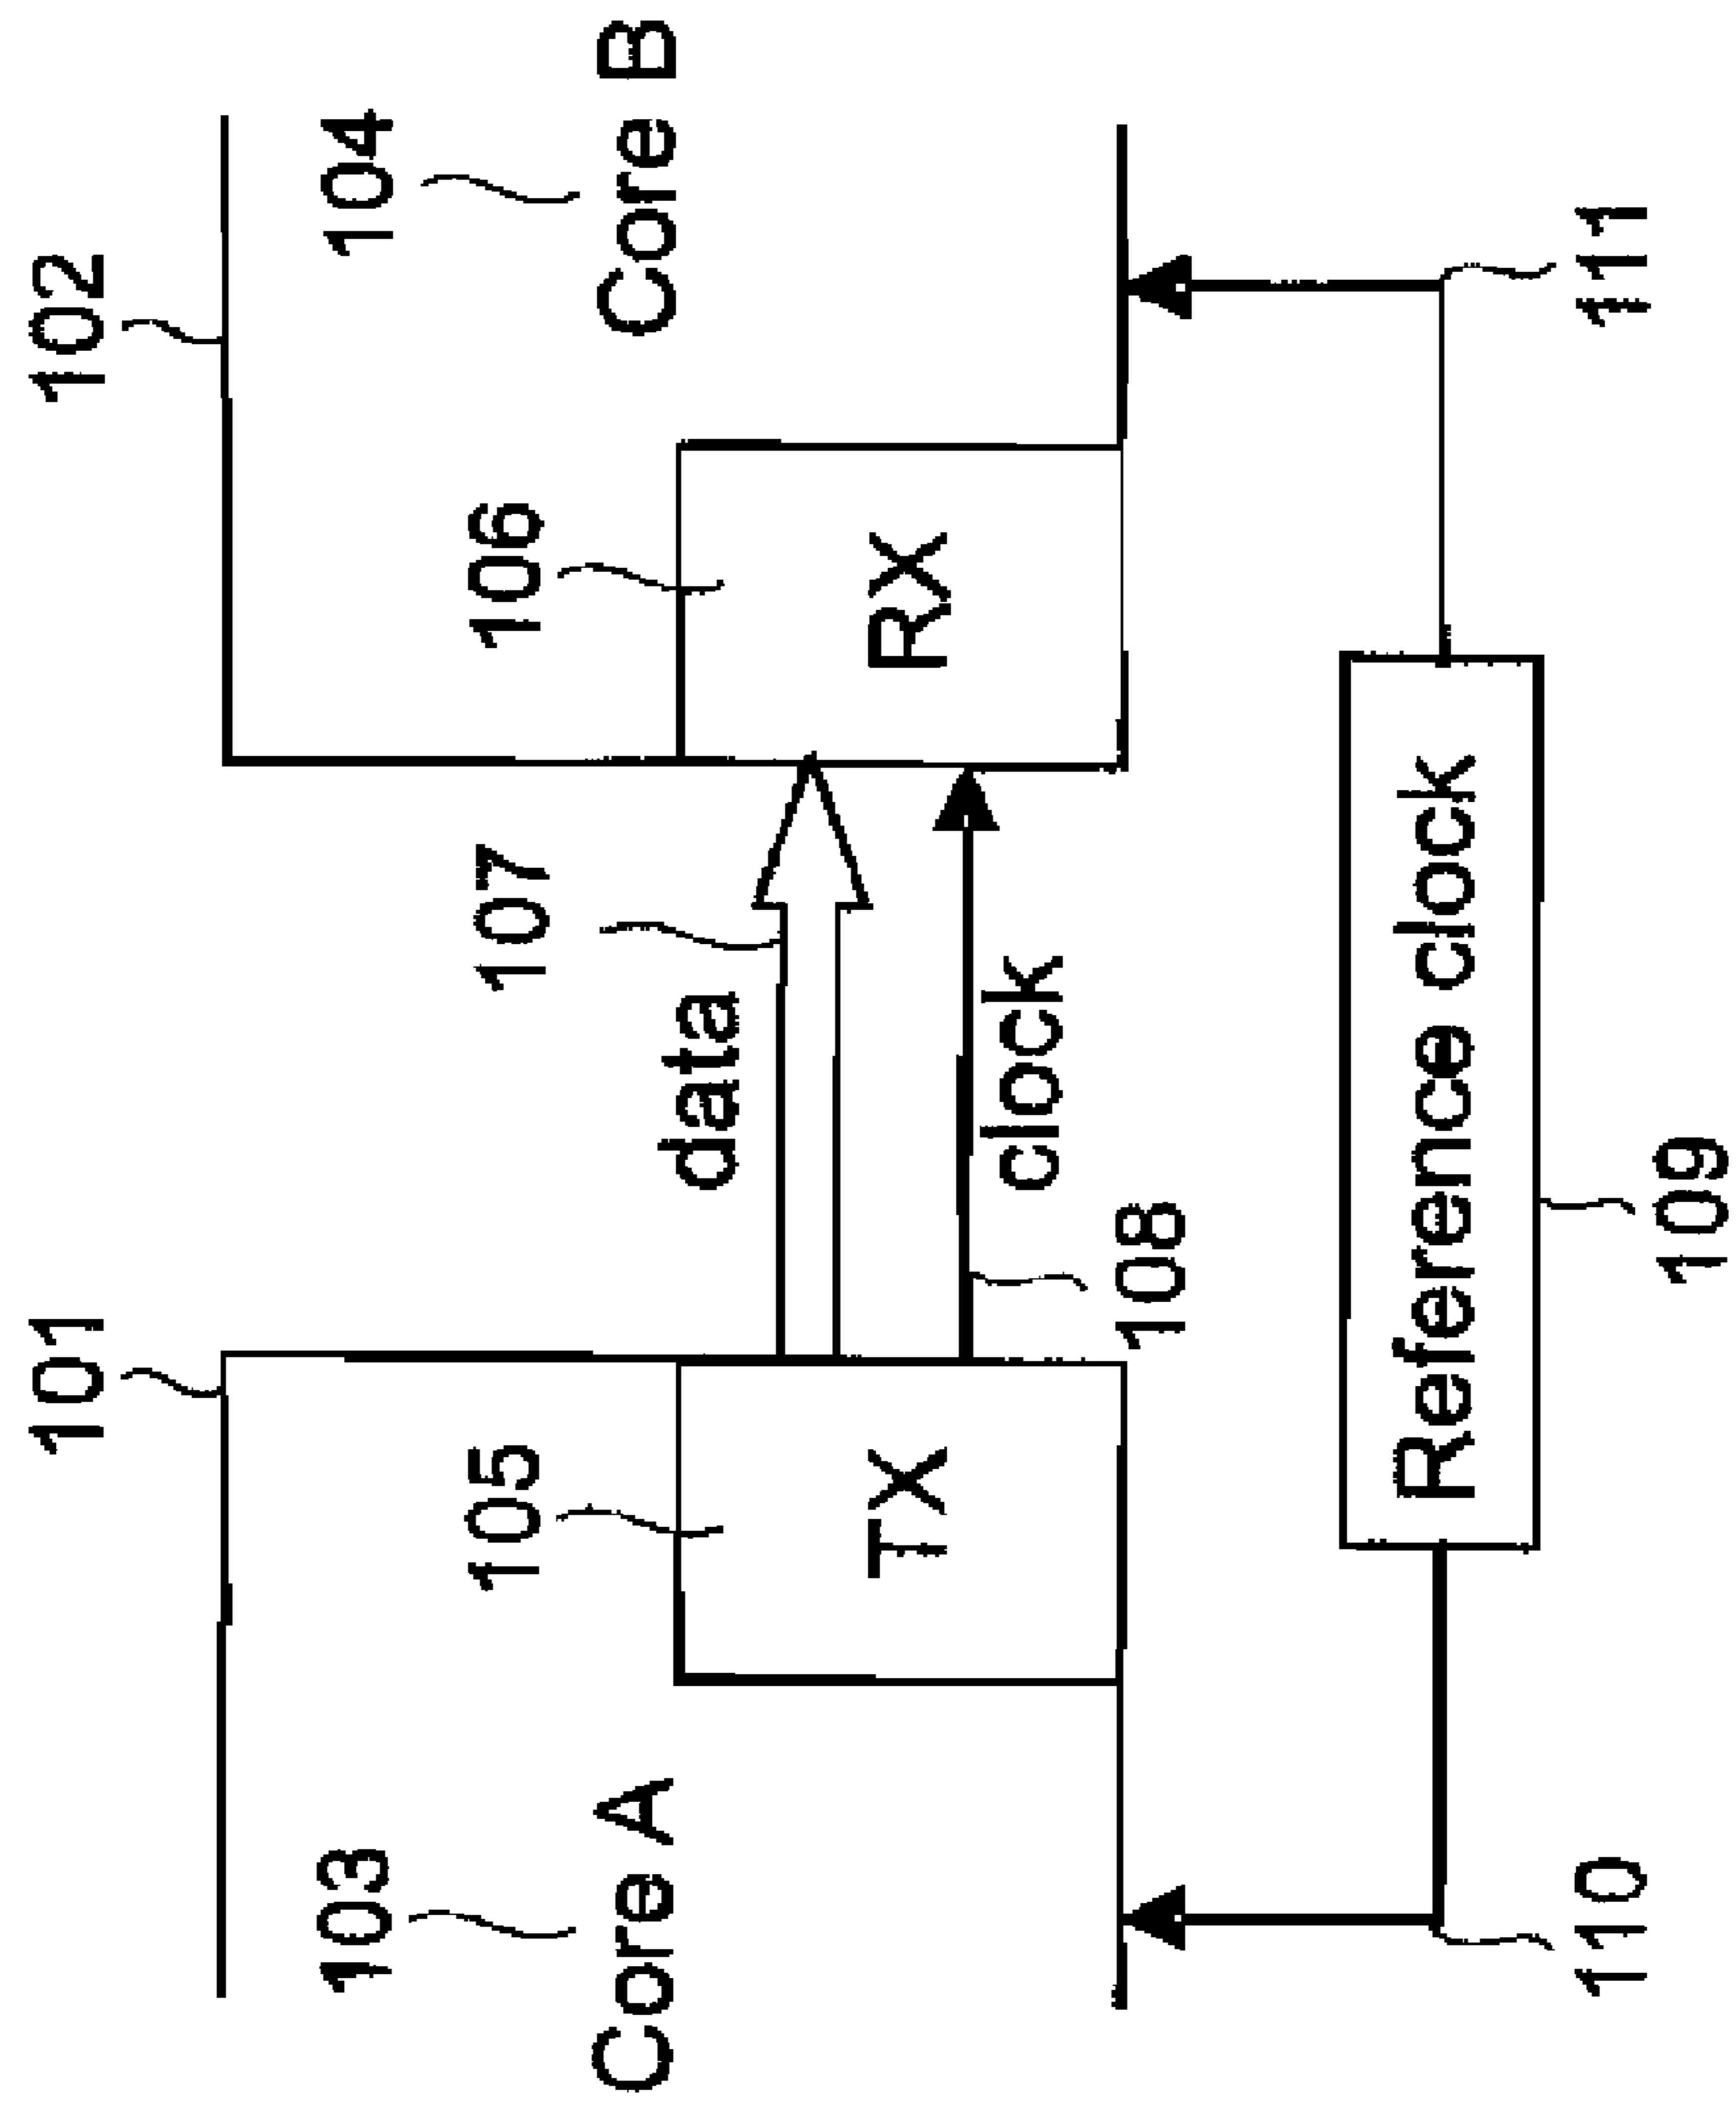 101
102
103
104
Core A
Core B
105
107
106
data
TX
RX
clock
108
Reference clock
110
109
111